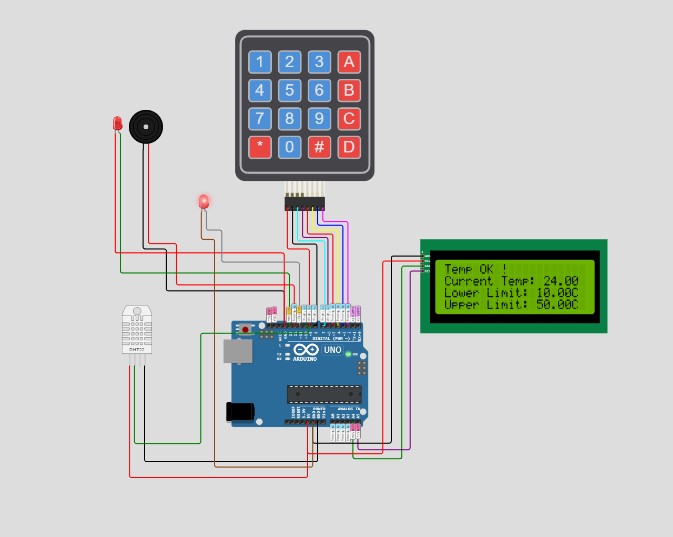 1 2 3 A
4 5 6 B
7 8 9 C
* 0 # D
Temp OK !
Current Temp: 24.00
Lower Limit: 10.00C
Upper Limit: 50.00C
DHT22
DIGITAL (PWM ~)
UNO
ARDUINO
POWER
ANALOG IN